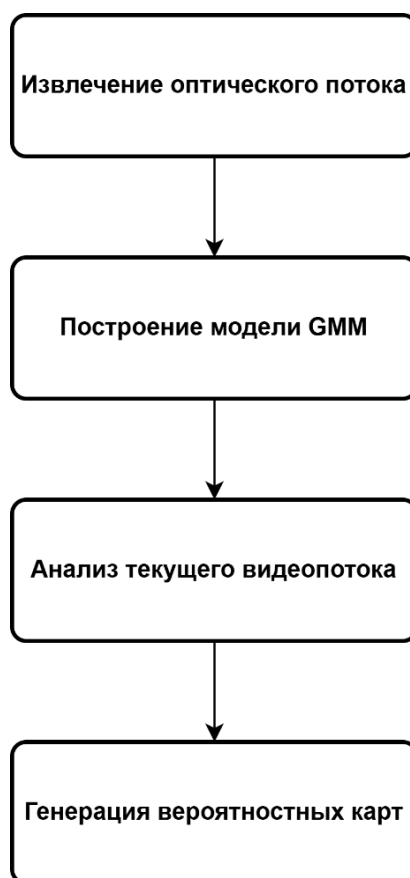 Извлечение оптического потока
Построение модели GMM
Анализ текущего видеопотока
Генерация вероятностных карт